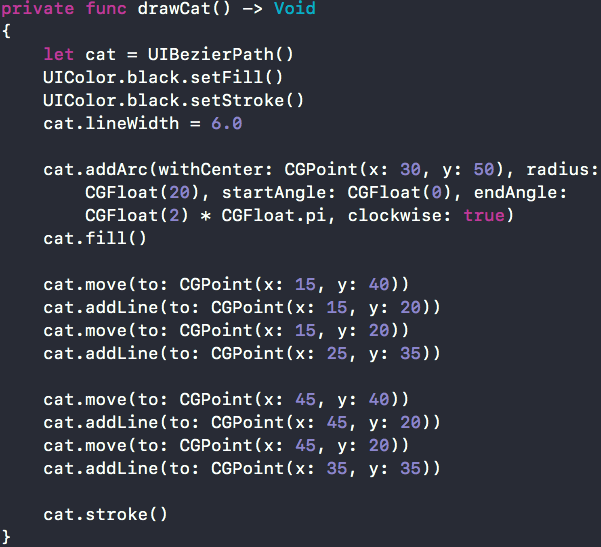 private func drawCat() -> Void
{
    let cat = UIBezierPath()
    UIColor.black.setFill()
    UIColor.black.setStroke()
    cat.lineWidth = 6.0

    cat.addArc(withCenter: CGPoint(x: 30, y: 50), radius:
        CGFloat(20), startAngle: CGFloat(0), endAngle:
        CGFloat(2) * CGFloat.pi, clockwise: true)
    cat.fill()

    cat.move(to: CGPoint(x: 15, y: 40))
    cat.addLine(to: CGPoint(x: 15, y: 20))
    cat.move(to: CGPoint(x: 15, y: 20))
    cat.addLine(to: CGPoint(x: 25, y: 35))

    cat.move(to: CGPoint(x: 45, y: 40))
    cat.addLine(to: CGPoint(x: 45, y: 20))
    cat.move(to: CGPoint(x: 45, y: 20))
    cat.addLine(to: CGPoint(x: 35, y: 35))

    cat.stroke()
}